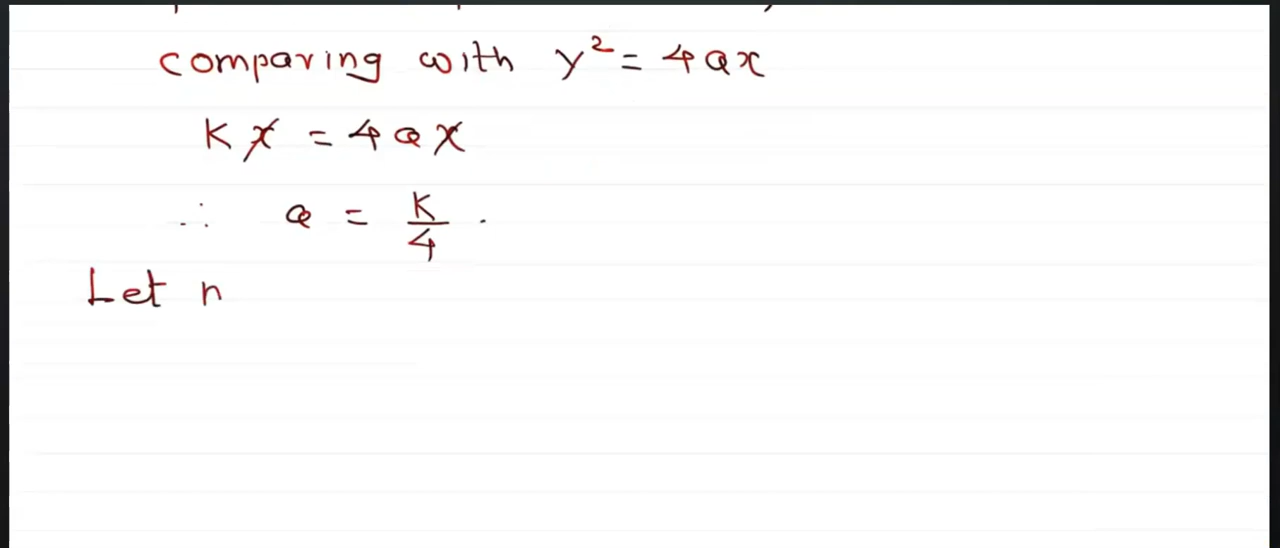 comparing with y² = 4ax
Kx = 4ax
∴ a = K/4 .
Let n